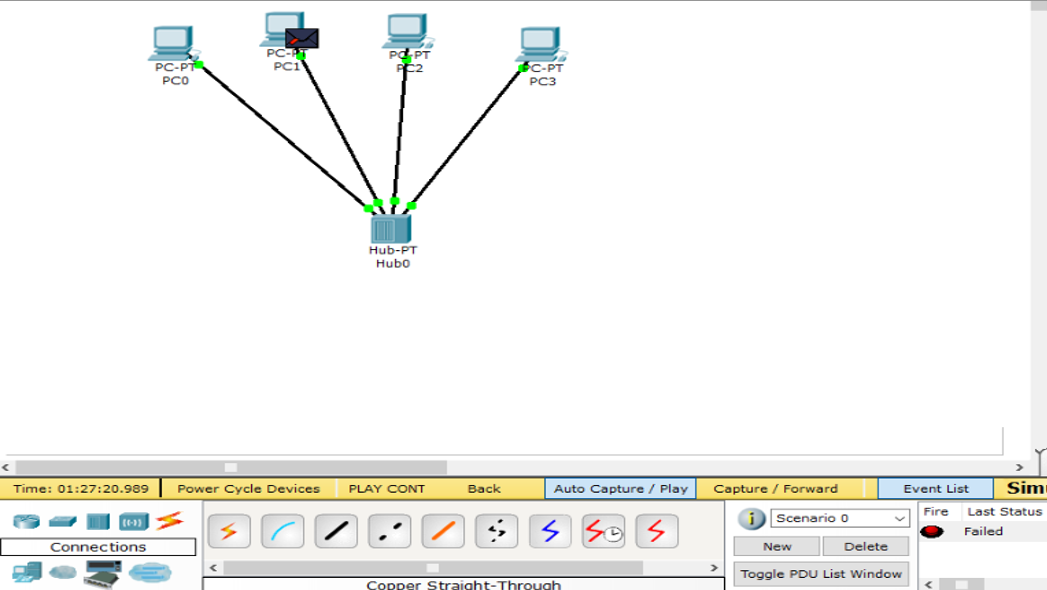 PC-PT
PC0
PC-PT
PC1
PC-PT
PC2
PC-PT
PC3
Hub-PT
Hub0
Time: 01:27:20.989 Power Cycle Devices PLAY CONT Back Auto Capture / Play Capture / Forward Event List Simu
Connections
Copper Straight-Through
i Scenario 0
New Delete
Toggle PDU List Window
Fire Last Status
Failed